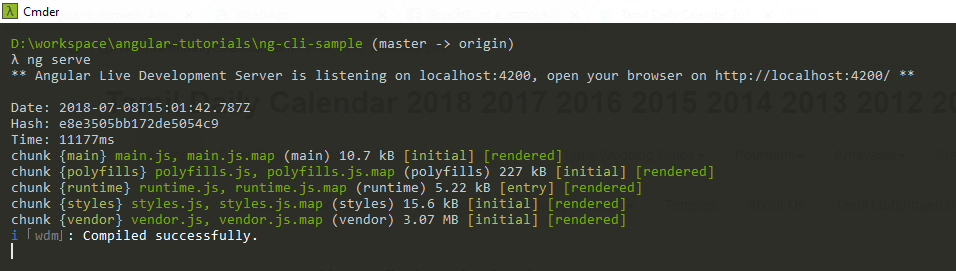 λ Cmder
D:\workspace\angular-tutorials\ng-cli-sample (master -> origin)
λ ng serve
** Angular Live Development Server is listening on localhost:4200, open your browser on http://localhost:4200/ **
Date: 2018-07-08T15:01:42.787Z
Hash: e8e3505bb172de5054c9
Time: 11177ms
chunk {main} main.js, main.js.map (main) 10.7 kB [initial] [rendered]
chunk {polyfills} polyfills.js, polyfills.js.map (polyfills) 227 kB [initial] [rendered]
chunk {runtime} runtime.js, runtime.js.map (runtime) 5.22 kB [entry] [rendered]
chunk {styles} styles.js, styles.js.map (styles) 15.6 kB [initial] [rendered]
chunk {vendor} vendor.js, vendor.js.map (vendor) 3.07 MB [initial] [rendered]
i ｢wdm｣: Compiled successfully.
Daily Calendar 2018 2017 2016 2015 2014 2013 2012